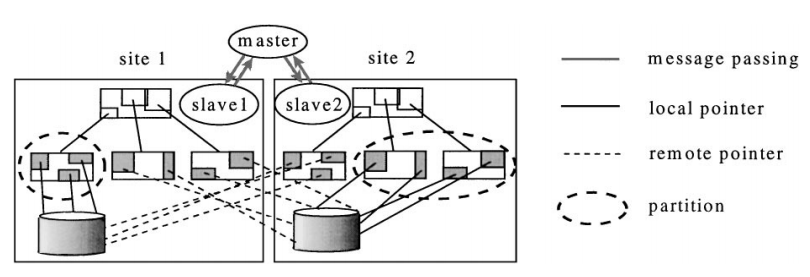 master
site 1
site 2
slave1
slave2
message passing
local pointer
remote pointer
partition